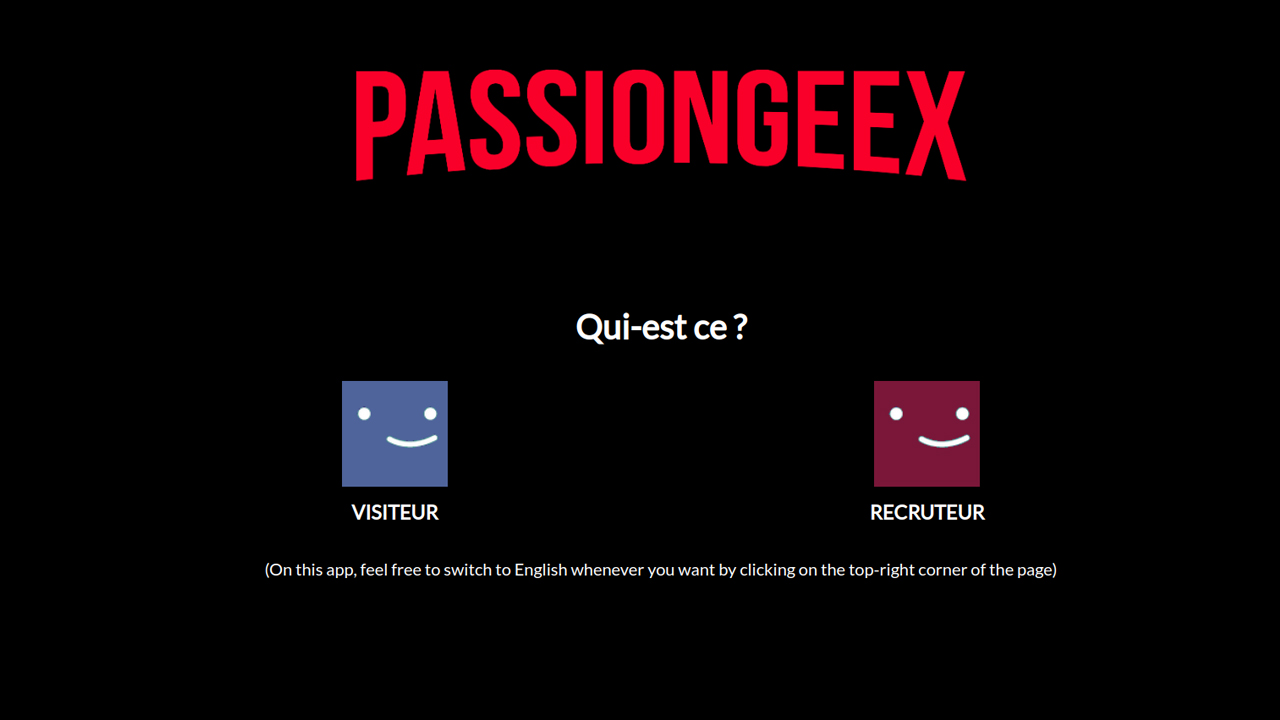 PASSIONGEEX
Qui-est ce ?
VISITEUR
RECRUTEUR
(On this app, feel free to switch to English whenever you want by clicking on the top-right corner of the page)